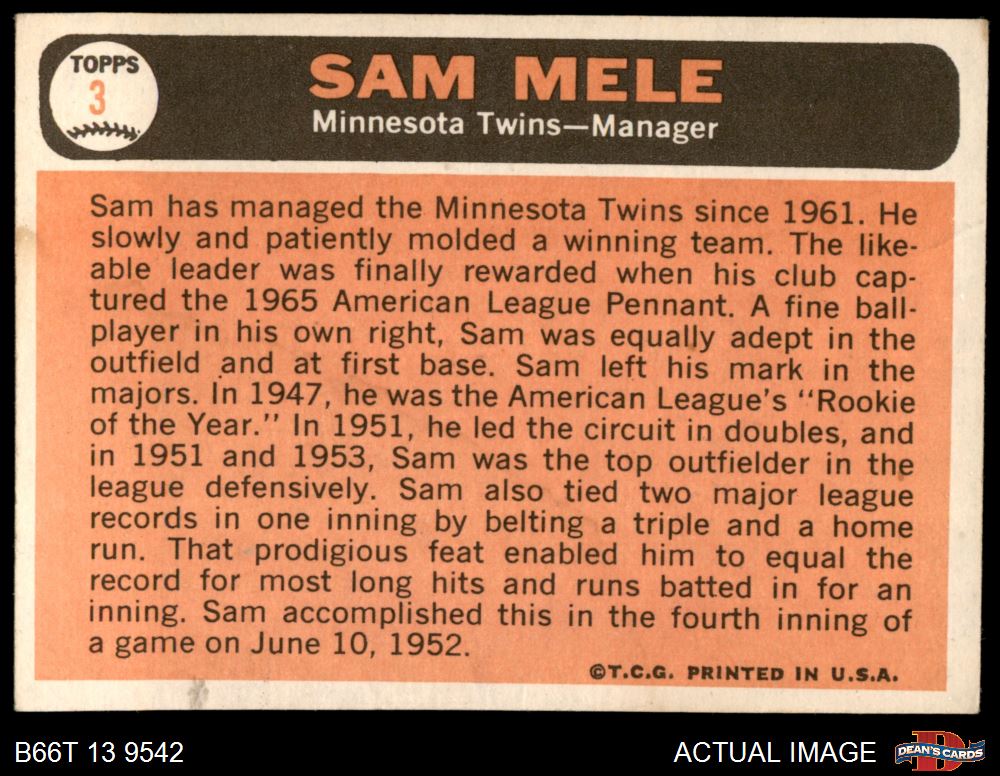 TOPPS
3
SAM MELE
Minnesota Twins—Manager
Sam has managed the Minnesota Twins since 1961. He
slowly and patiently molded a winning team. The like-
able leader was finally rewarded when his club cap-
tured the 1965 American League Pennant. A fine ball-
player in his own right, Sam was equally adept in the
outfield and at first base. Sam left his mark in the
majors. In 1947, he was the American League's "Rookie
of the Year." In 1951, he led the circuit in doubles, and
in 1951 and 1953, Sam was the top outfielder in the
league defensively. Sam also tied two major league
records in one inning by belting a triple and a home
run. That prodigious feat enabled him to equal the
record for most long hits and runs batted in for an
inning. Sam accomplished this in the fourth inning of
a game on June 10, 1952.
©T.C.G. PRINTED IN U.S.A.
B66T 13 9542
ACTUAL IMAGE
DEAN'S CARDS